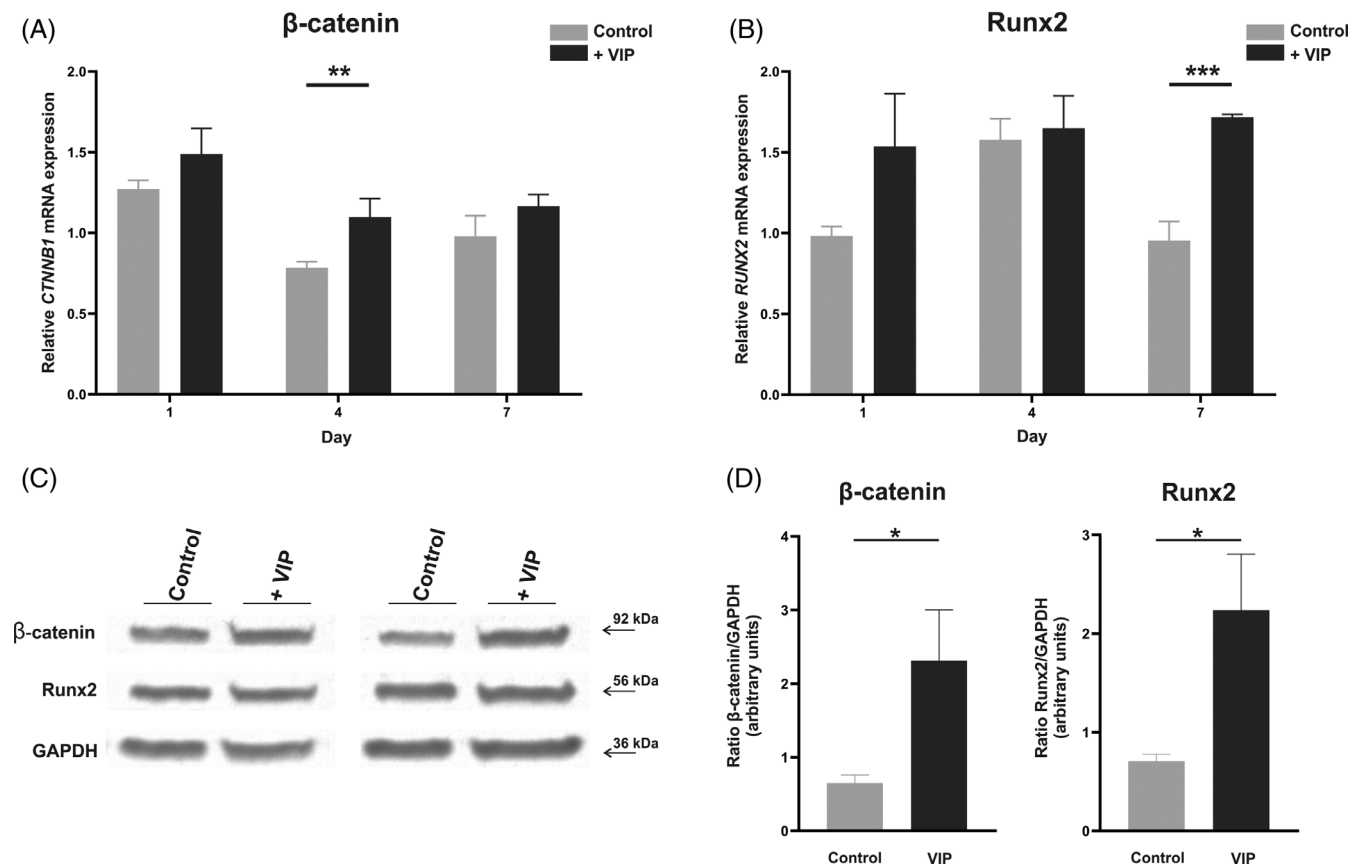 (A)
β-catenin
Control
+ VIP
Relative CTNNB1 mRNA expression
2.0
1.5
1.0
0.5
0.0
**
1
4
7
Day
(B)
Runx2
Control
+ VIP
Relative RUNX2 mRNA expression
2.0
1.5
1.0
0.5
0.0
***
1
4
7
Day
(C)
Control
+ VIP
Control
+ VIP
β-catenin
92 kDa
Runx2
56 kDa
GAPDH
36 kDa
(D)
β-catenin
Ratio β-catenin/GAPDH
(arbitrary units)
4
3
2
1
0
*
Control
VIP
Runx2
Ratio Runx2/GAPDH
(arbitrary units)
3
2
1
0
*
Control
VIP